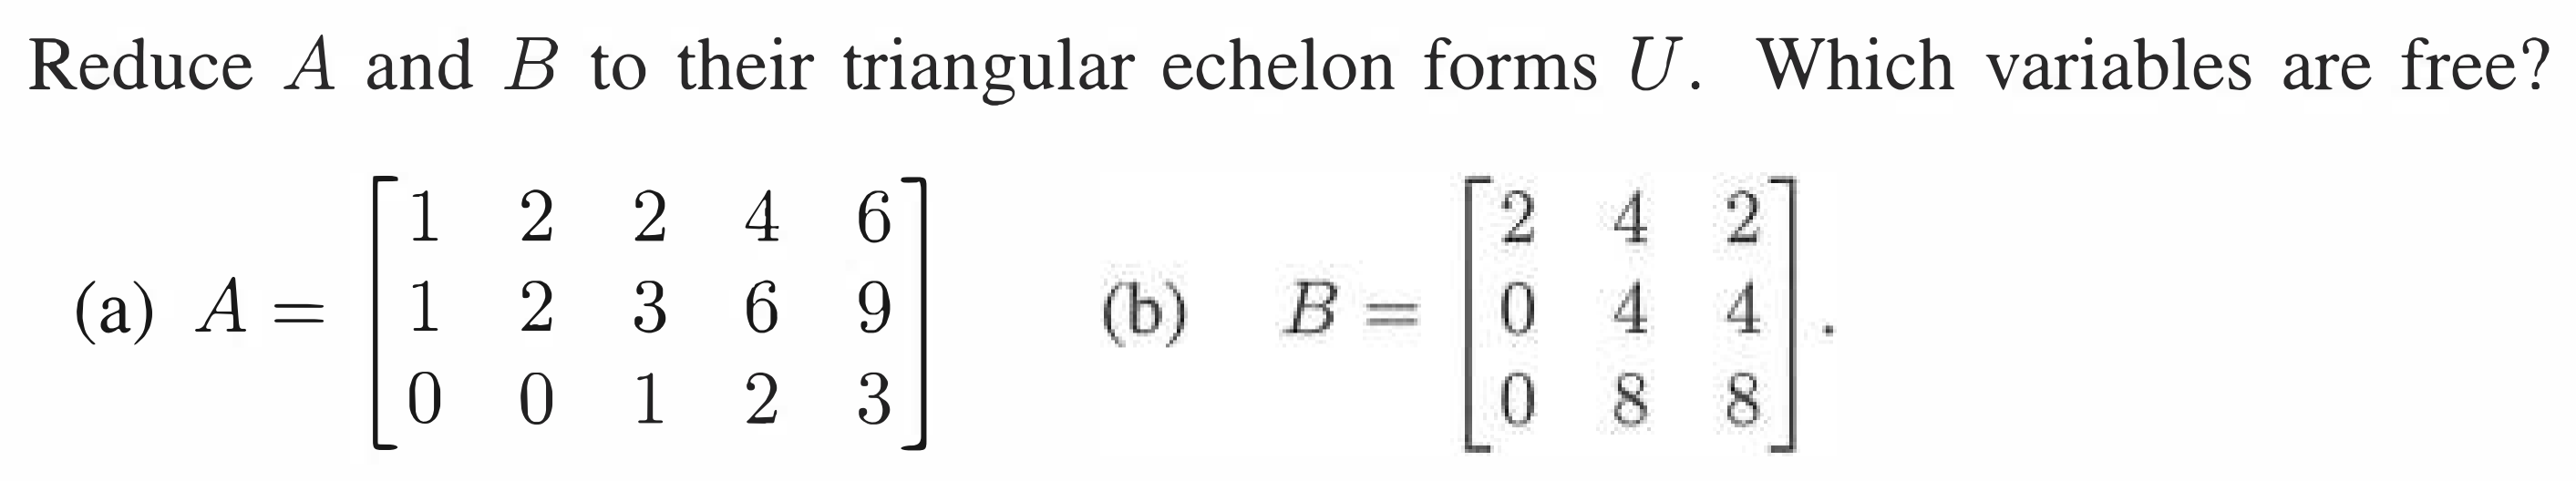 Reduce A and B to their triangular echelon forms U. Which variables are free?
1 2 2 4 6
(a) A = 1 2 3 6 9
0 0 1 2 3
2 4 2
(b) B = 0 4 4 .
0 8 8